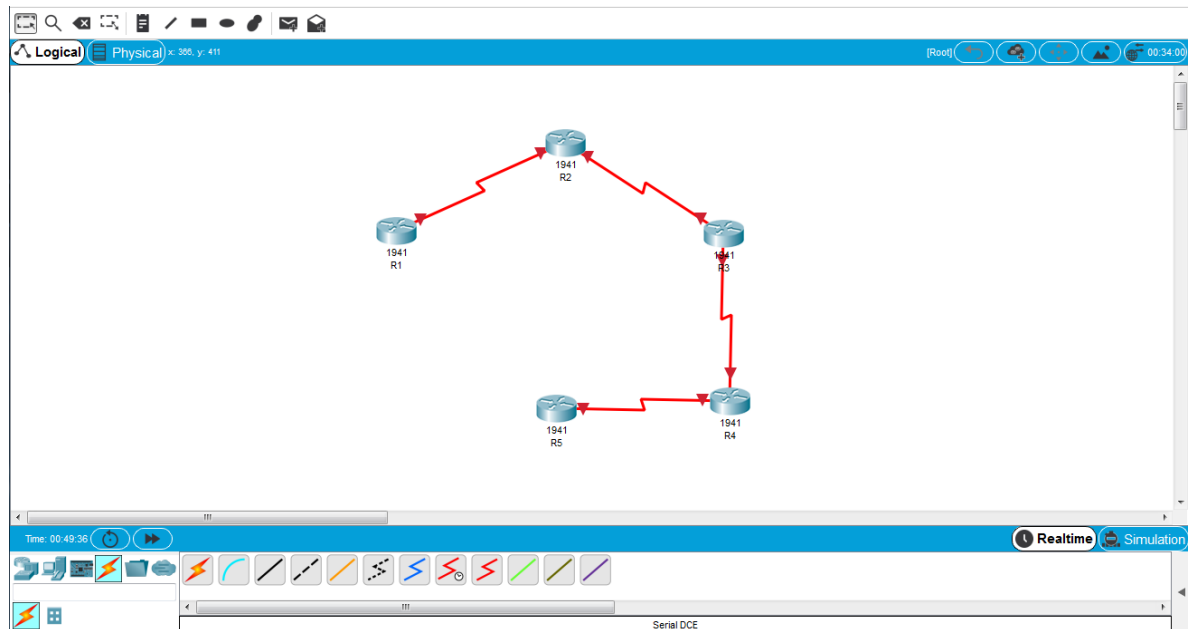 Logical
Physical
x: 366, y: 411
[Root]
00:34:00
1941
R2
1941
R1
1941
R3
1941
R5
1941
R4
Time: 00:49:36
Realtime
Simulation
Serial DCE